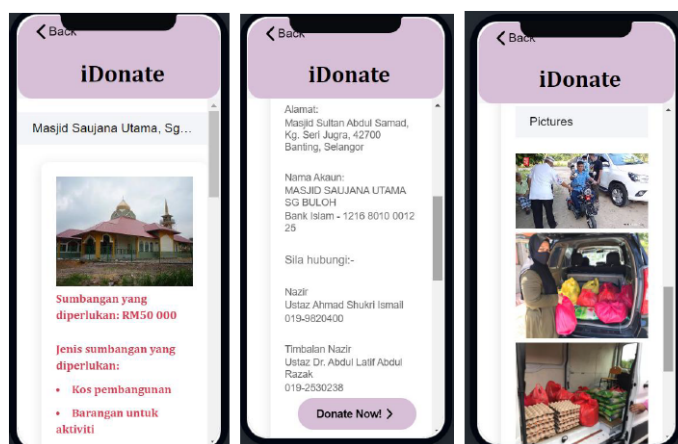 Back
iDonate
Masjid Saujana Utama, Sg...
Sumbangan yang
diperlukan: RM50 000
Jenis sumbangan yang
diperlukan:
• Kos pembangunan
• Barangan untuk
aktiviti
Back
iDonate
Alamat:
Masjid Sultan Abdul Samad,
Kg. Seri Jugra, 42700
Banting, Selangor
Nama Akaun:
MASJID SAUJANA UTAMA
SG BULOH
Bank Islam - 1216 8010 0012
25
Sila hubungi:-
Nazir
Ustaz Ahmad Shukri Ismail
019-9820400
Timbalan Nazir
Ustaz Dr. Abdul Latif Abdul
Razak
019-2530238
Donate Now! >
Back
iDonate
Pictures